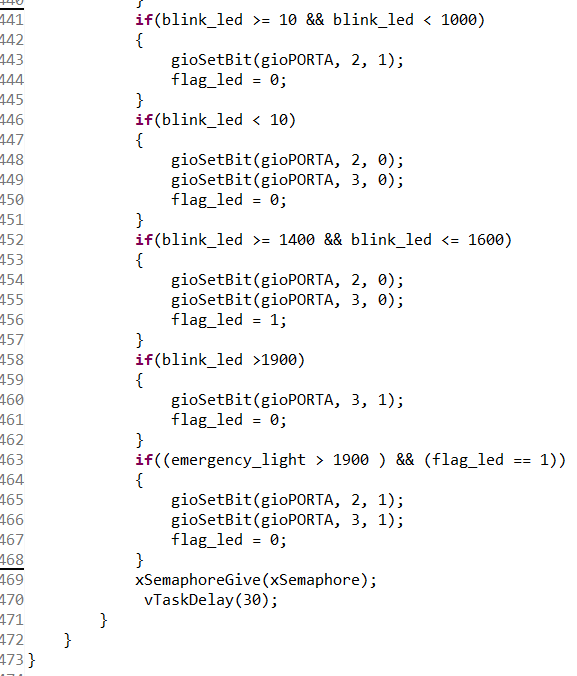 440 }
441 if(blink_led >= 10 && blink_led < 1000)
442 {
443 gioSetBit(gioPORTA, 2, 1);
444 flag_led = 0;
445 }
446 if(blink_led < 10)
447 {
448 gioSetBit(gioPORTA, 2, 0);
449 gioSetBit(gioPORTA, 3, 0);
450 flag_led = 0;
451 }
452 if(blink_led >= 1400 && blink_led <= 1600)
453 {
454 gioSetBit(gioPORTA, 2, 0);
455 gioSetBit(gioPORTA, 3, 0);
456 flag_led = 1;
457 }
458 if(blink_led >1900)
459 {
460 gioSetBit(gioPORTA, 3, 1);
461 flag_led = 0;
462 }
463 if((emergency_light > 1900 ) && (flag_led == 1))
464 {
465 gioSetBit(gioPORTA, 2, 1);
466 gioSetBit(gioPORTA, 3, 1);
467 flag_led = 0;
468 }
469 xSemaphoreGive(xSemaphore);
470 vTaskDelay(30);
471 }
472 }
473 }